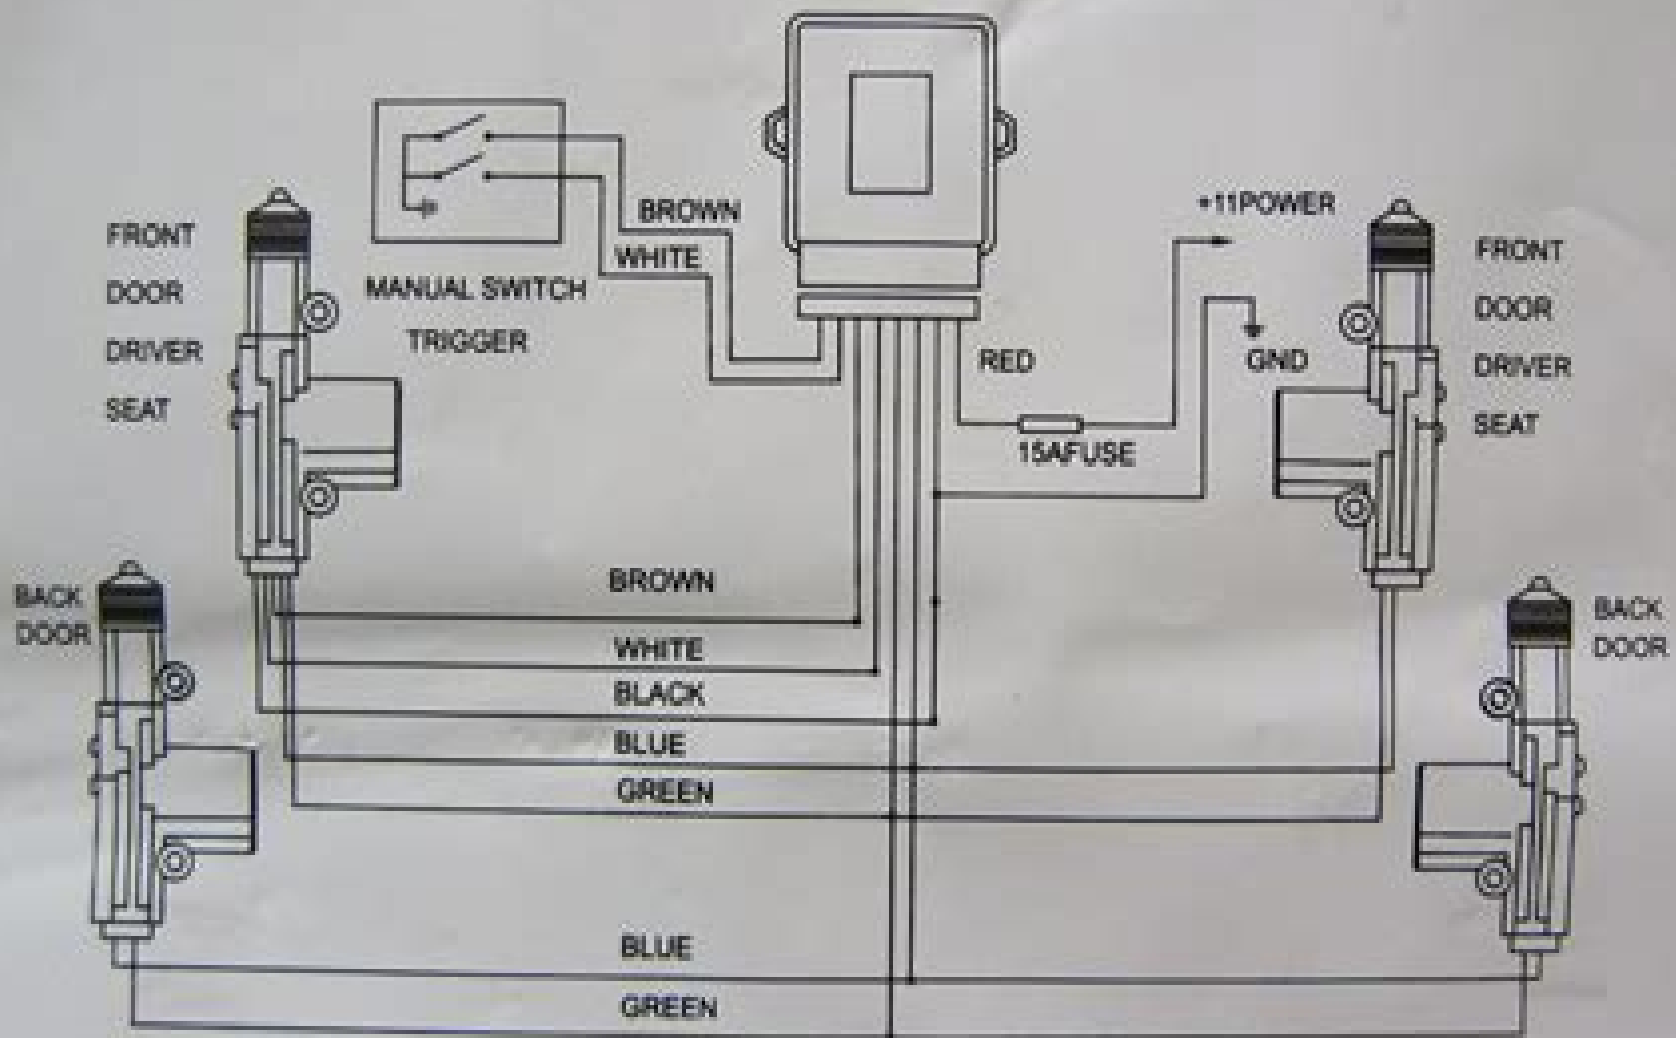 BROWN
WHITE
MANUAL SWITCH
TRIGGER
FRONT
DOOR
DRIVER
SEAT
+11POWER
GND
RED
15AFUSE
FRONT
DOOR
DRIVER
SEAT
BACK
DOOR
BROWN
WHITE
BLACK
BLUE
GREEN
BACK
DOOR
BLUE
GREEN